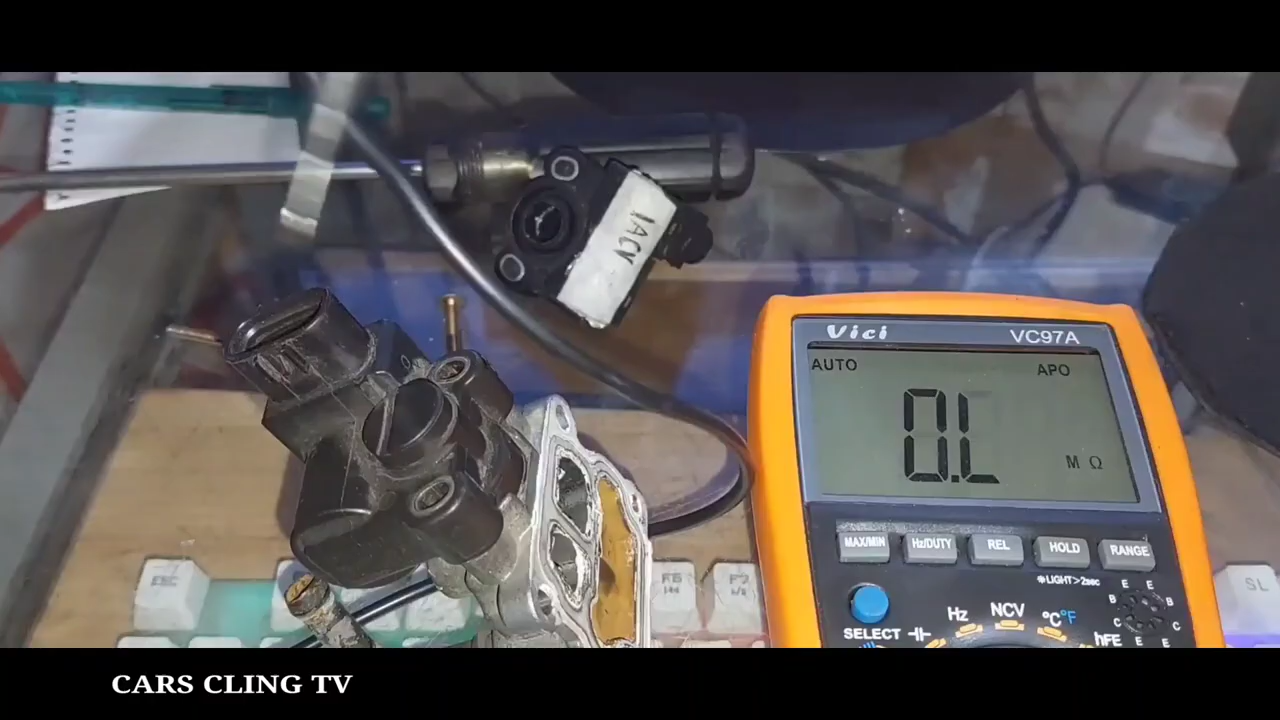 IACV
Vici VC97A
AUTO APO
0.L
M Ω
MAX/MIN Hz/DUTY REL HOLD RANGE
☀LIGHT>2sec
SELECT Hz NCV °C°F hFE
E E
B B
C C
E E
ESC
SL
CARS CLING TV